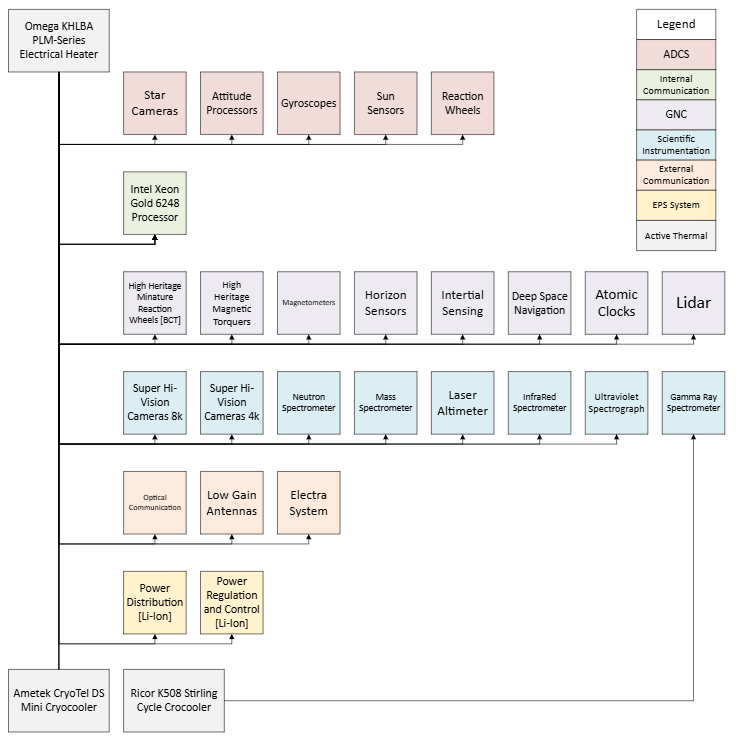 Omega KHLBA
PLM-Series
Electrical Heater
Legend
ADCS
Internal
Communication
GNC
Scientific
Instrumentation
External
Communication
EPS System
Active Thermal
Star
Cameras
Attitude
Processors
Gyroscopes
Sun
Sensors
Reaction
Wheels
Intel Xeon
Gold 6248
Processor
High Heritage
Minature
Reaction
Wheels [BCT]
High
Heritage
Magnetic
Torquers
Magnetometers
Horizon
Sensors
Intertial
Sensing
Deep Space
Navigation
Atomic
Clocks
Lidar
Super Hi-
Vision
Cameras 8k
Super Hi-
Vision
Cameras 4k
Neutron
Spectrometer
Mass
Spectrometer
Laser
Altimeter
InfraRed
Spectrometer
Ultraviolet
Spectrograph
Gamma Ray
Spectrometer
Optical
Communication
Low Gain
Antennas
Electra
System
Power
Distribution
[Li-Ion]
Power
Regulation
and Control
[Li-Ion]
Ametek CryoTel DS
Mini Cryocooler
Ricor K508 Stirling
Cycle Crocooler